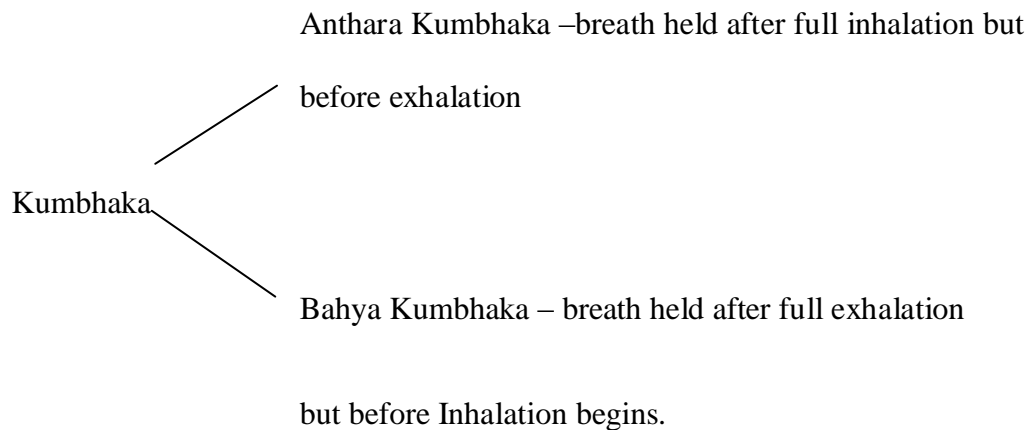 Anthara Kumbhaka –breath held after full inhalation but
before exhalation
Kumbhaka
Bahya Kumbhaka – breath held after full exhalation
but before Inhalation begins.